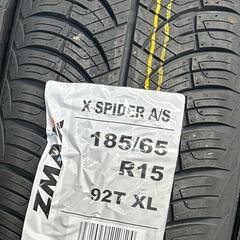 X-SPIDER A/S
185/65
R15
92T XL
ZMAX